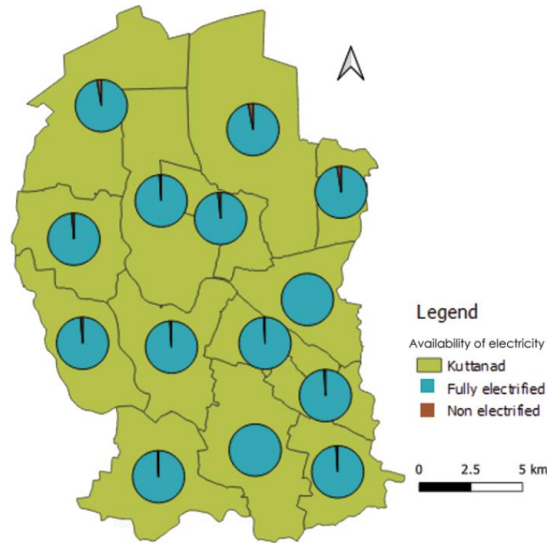 Legend
Availability of electricity
Kuttanad
Fully electrified
Non electrified
0 2.5 5 km